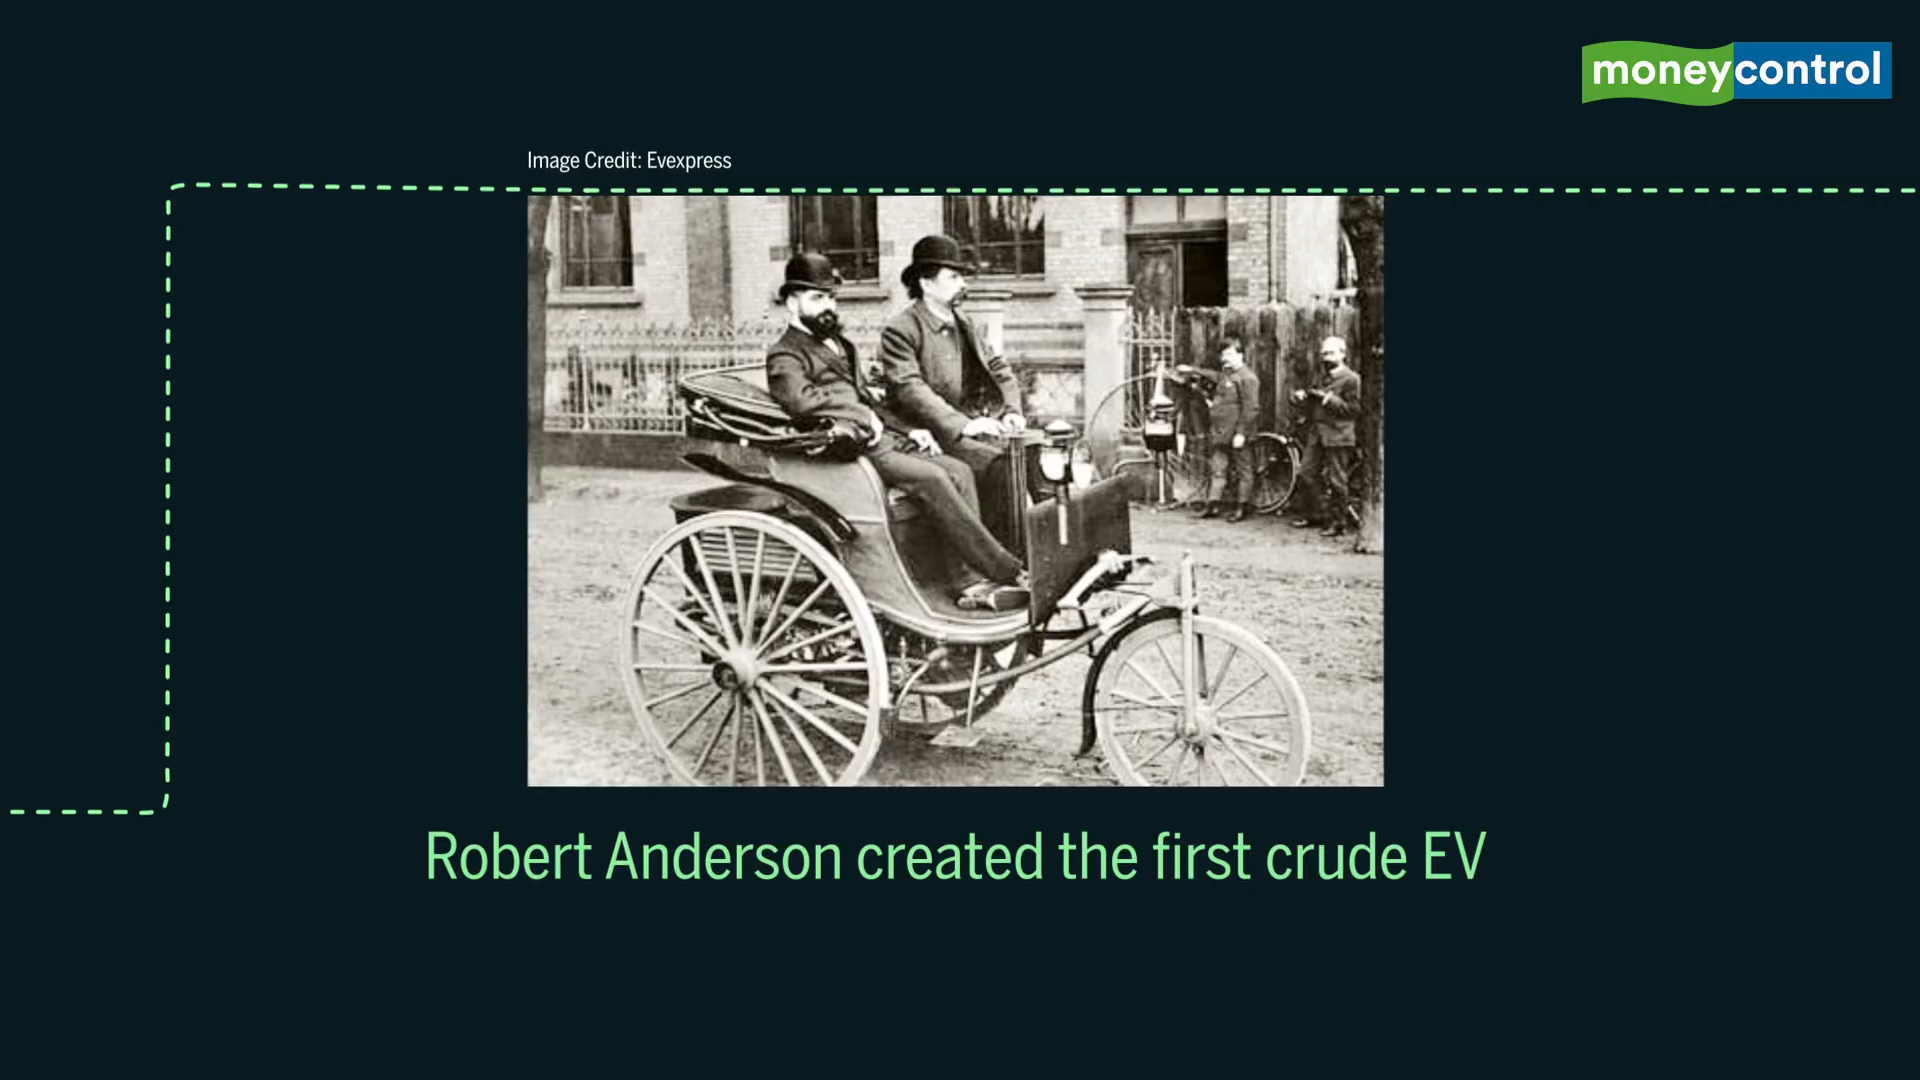 moneycontrol
Image Credit: Evexpress
Robert Anderson created the first crude EV